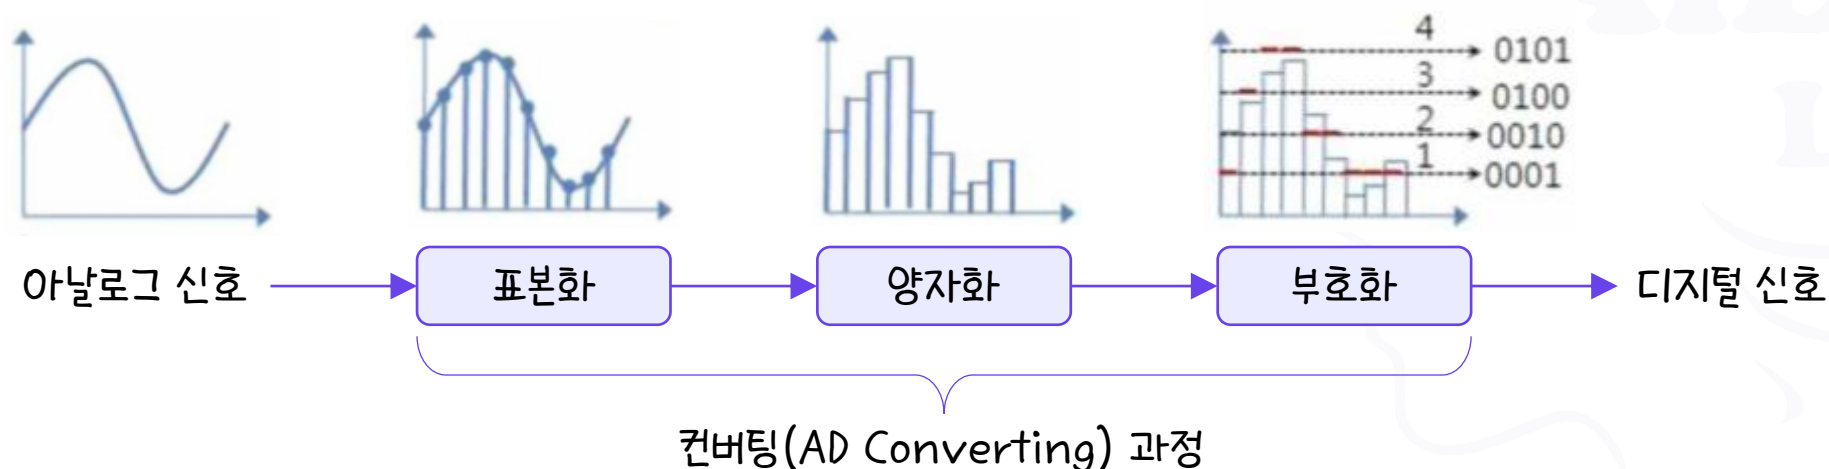 4
0101
3
0100
2
0010
1
0001
아날로그 신호
표본화
양자화
부호화
디지털 신호
컨버팅(AD Converting) 과정